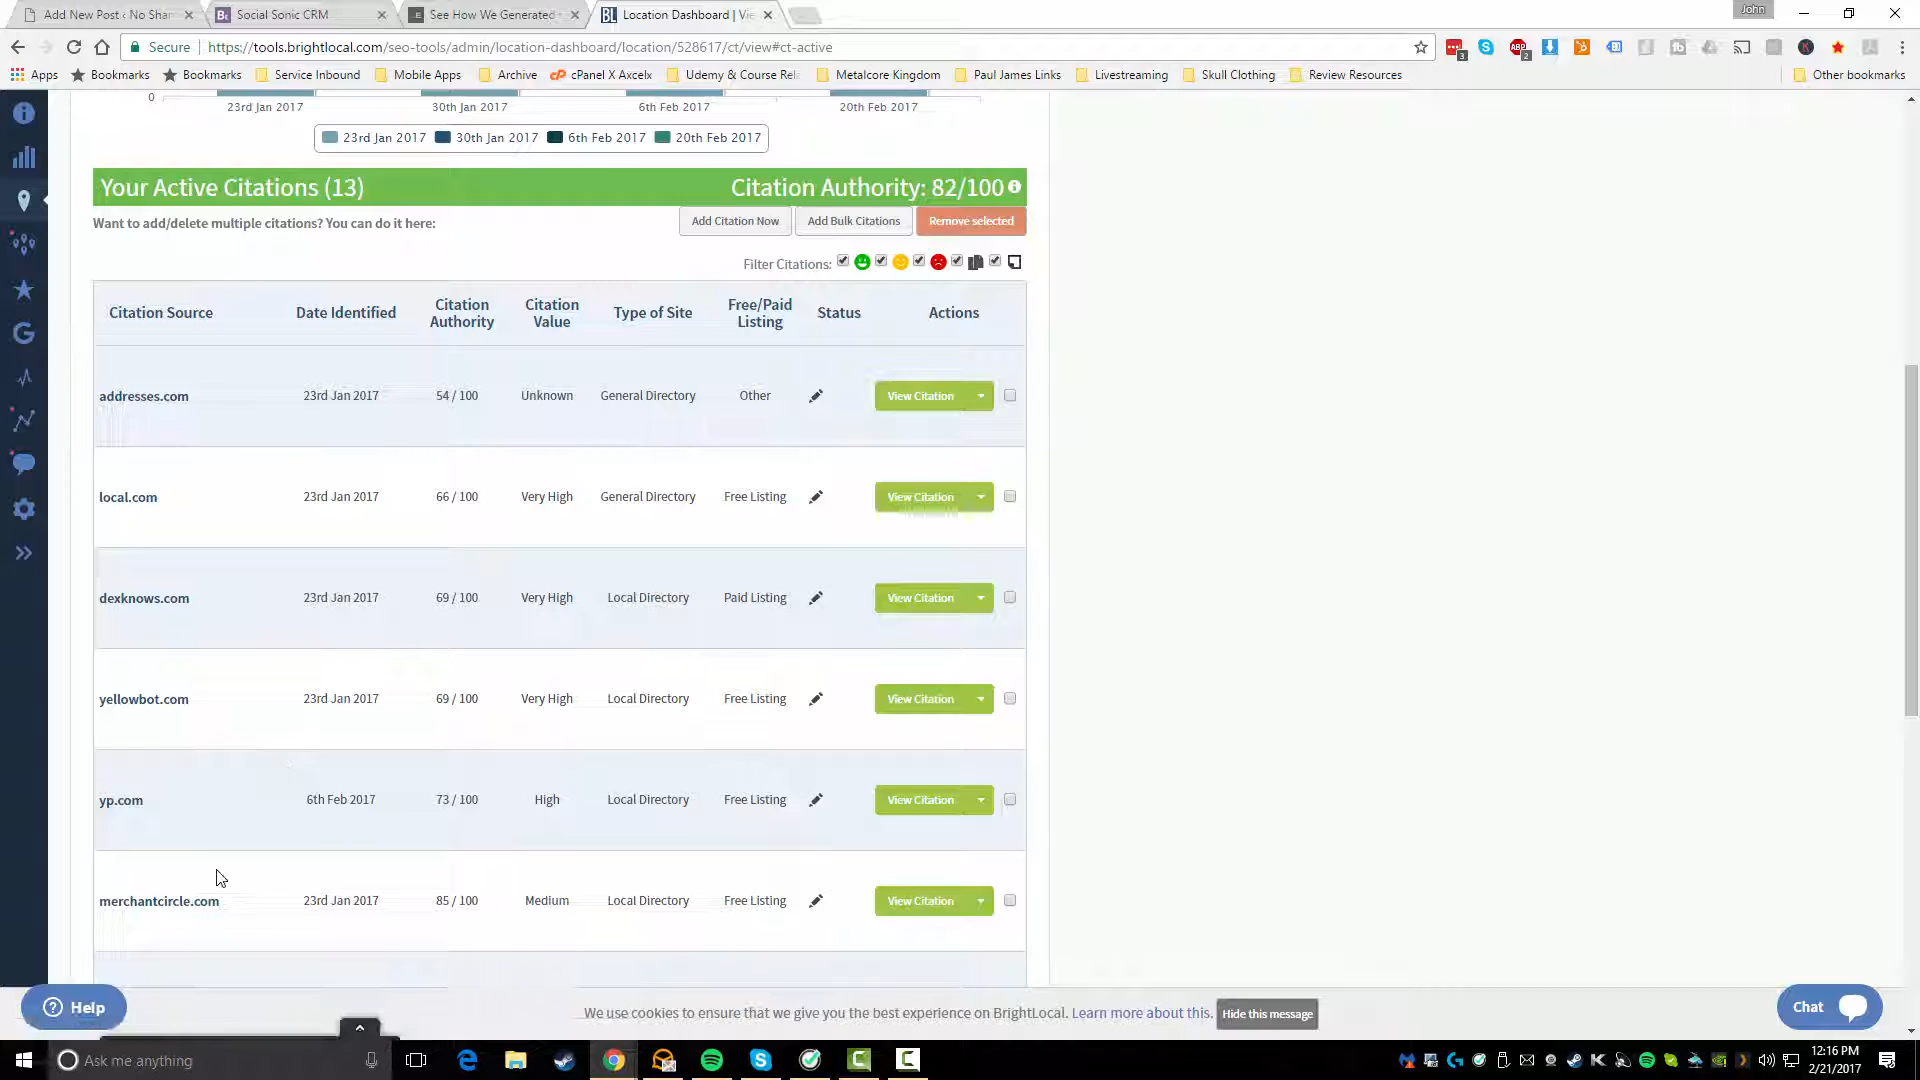 Add New Post ‹ No Shar
Social Sonic CRM
See How We Generated
Location Dashboard | Vie
John
Secure
https://tools.brightlocal.com/seo-tools/admin/location-dashboard/location/528617/ct/view#ct-active
3
2
Apps
Bookmarks
Bookmarks
Service Inbound
Mobile Apps
Archive
cPanel X Axcelx
Udemy & Course Rela
Metalcore Kingdom
Paul James Links
Livestreaming
Skull Clothing
Review Resources
Other bookmarks
0
23rd Jan 2017 30th Jan 2017 6th Feb 2017 20th Feb 2017
23rd Jan 2017 30th Jan 2017 6th Feb 2017 20th Feb 2017
Your Active Citations (13) Citation Authority: 82/100
Want to add/delete multiple citations? You can do it here:
Add Citation Now
Add Bulk Citations
Remove selected
Filter Citations:
Citation Source
Date Identified
Citation
Authority
Citation
Value
Type of Site
Free/Paid
Listing
Status
Actions
addresses.com 23rd Jan 2017 54 / 100 Unknown General Directory Other View Citation
local.com 23rd Jan 2017 66 / 100 Very High General Directory Free Listing View Citation
dexknows.com 23rd Jan 2017 69 / 100 Very High Local Directory Paid Listing View Citation
yellowbot.com 23rd Jan 2017 69 / 100 Very High Local Directory Free Listing View Citation
yp.com 6th Feb 2017 73 / 100 High Local Directory Free Listing View Citation
merchantcircle.com 23rd Jan 2017 85 / 100 Medium Local Directory Free Listing View Citation
Help
We use cookies to ensure that we give you the best experience on BrightLocal. Learn more about this.
Hide this message
Chat
Ask me anything
12:16 PM
2/21/2017